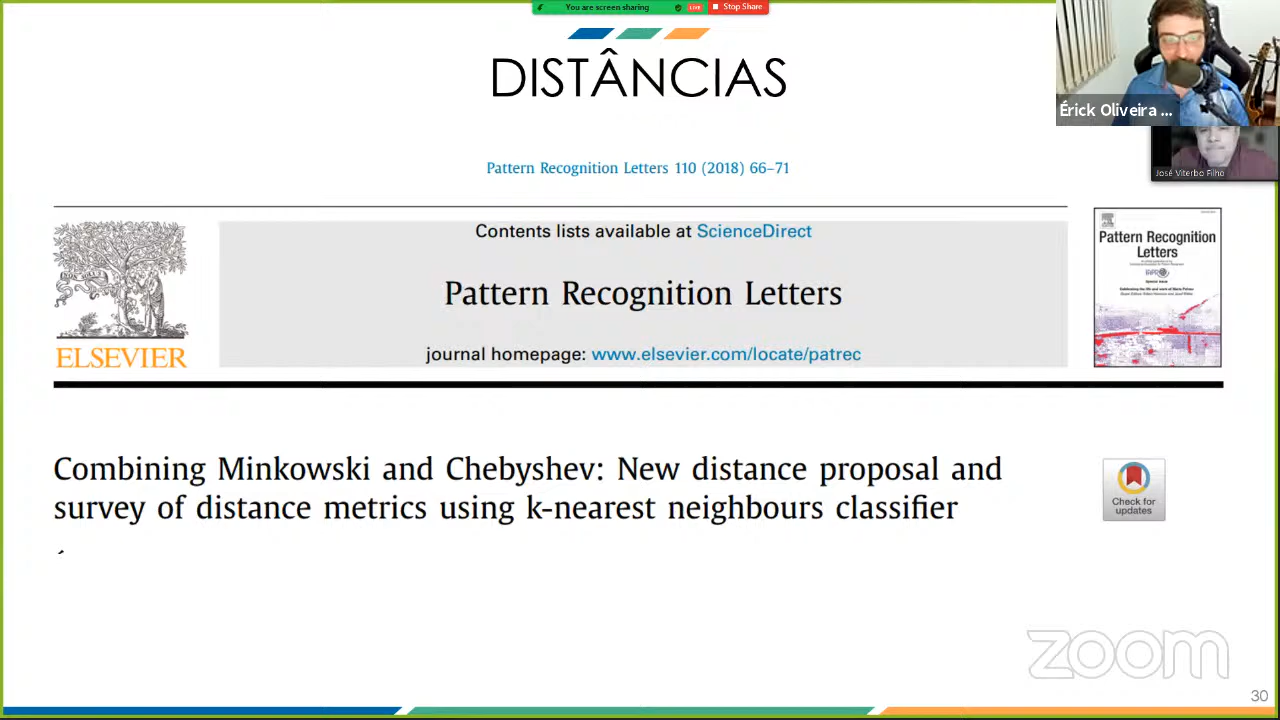 You are screen sharing
LIVE
Stop Share
DISTÂNCIAS
Érick Oliveira ...
José Viterbo Filho
Pattern Recognition Letters 110 (2018) 66–71
Contents lists available at ScienceDirect
Pattern Recognition Letters
journal homepage: www.elsevier.com/locate/patrec
ELSEVIER
Pattern Recognition
Letters
Combining Minkowski and Chebyshev: New distance proposal and
survey of distance metrics using k-nearest neighbours classifier
Check for
updates
zoom
30